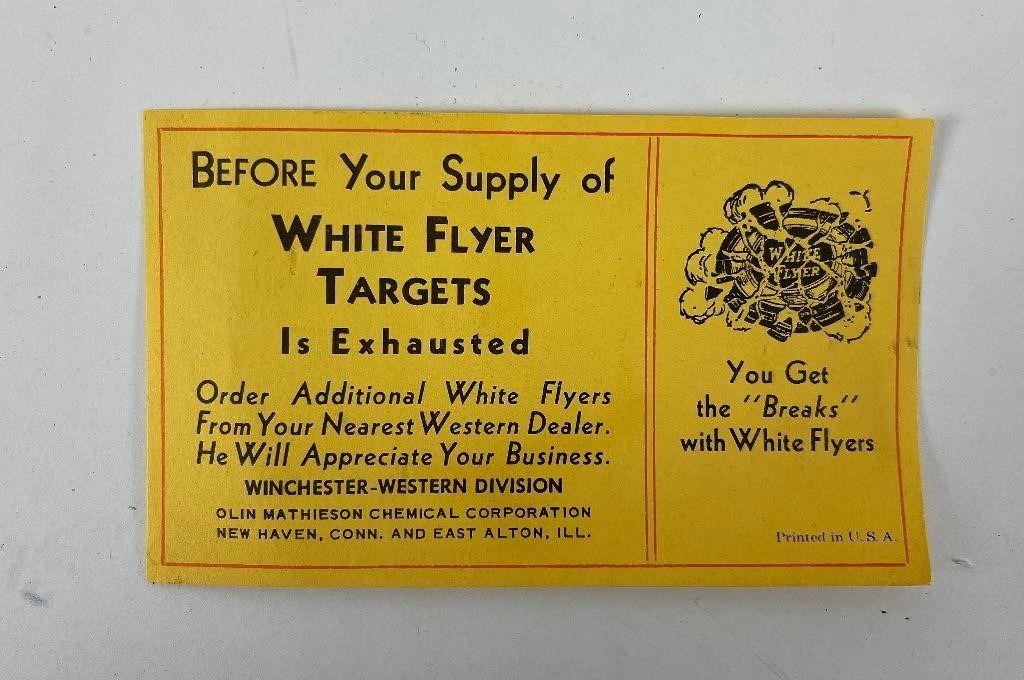 BEFORE Your Supply of
WHITE FLYER
TARGETS
Is Exhausted
Order Additional White Flyers
From Your Nearest Western Dealer.
He Will Appreciate Your Business.
WINCHESTER-WESTERN DIVISION
OLIN MATHIESON CHEMICAL CORPORATION
NEW HAVEN, CONN. AND EAST ALTON, ILL.
WHITE
FLYER
You Get
the "Breaks"
with White Flyers
Printed in U. S. A.